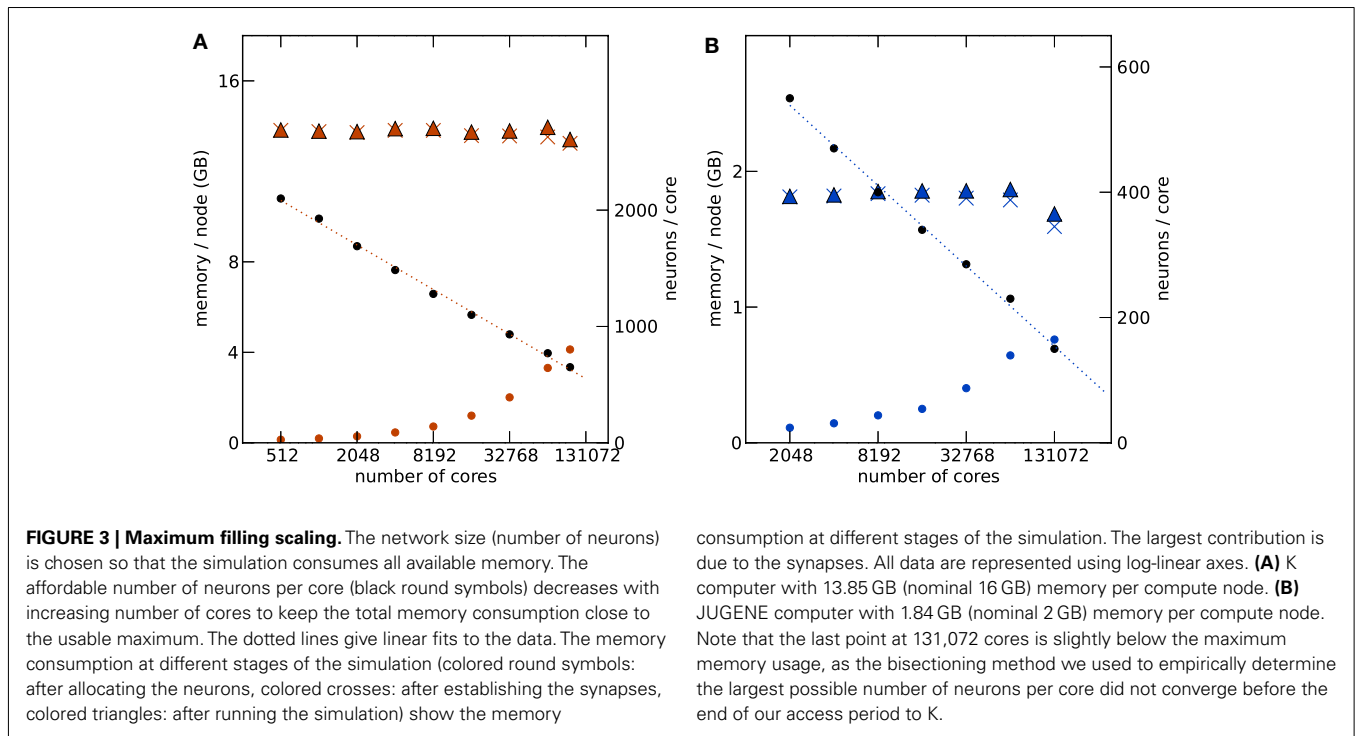 A
16
8
4
0
memory / node (GB)
2000
1000
0
neurons / core
512
2048
8192
32768
131072
number of cores
B
2
1
0
memory / node (GB)
600
400
200
0
neurons / core
2048
8192
32768
131072
number of cores
FIGURE 3 | Maximum filling scaling. The network size (number of neurons)
is chosen so that the simulation consumes all available memory. The
affordable number of neurons per core (black round symbols) decreases with
increasing number of cores to keep the total memory consumption close to
the usable maximum. The dotted lines give linear fits to the data. The memory
consumption at different stages of the simulation (colored round symbols:
after allocating the neurons, colored crosses: after establishing the synapses,
colored triangles: after running the simulation) show the memory
consumption at different stages of the simulation. The largest contribution is
due to the synapses. All data are represented using log-linear axes. (A) K
computer with 13.85 GB (nominal 16 GB) memory per compute node. (B)
JUGENE computer with 1.84 GB (nominal 2 GB) memory per compute node.
Note that the last point at 131,072 cores is slightly below the maximum
memory usage, as the bisectioning method we used to empirically determine
the largest possible number of neurons per core did not converge before the
end of our access period to K.